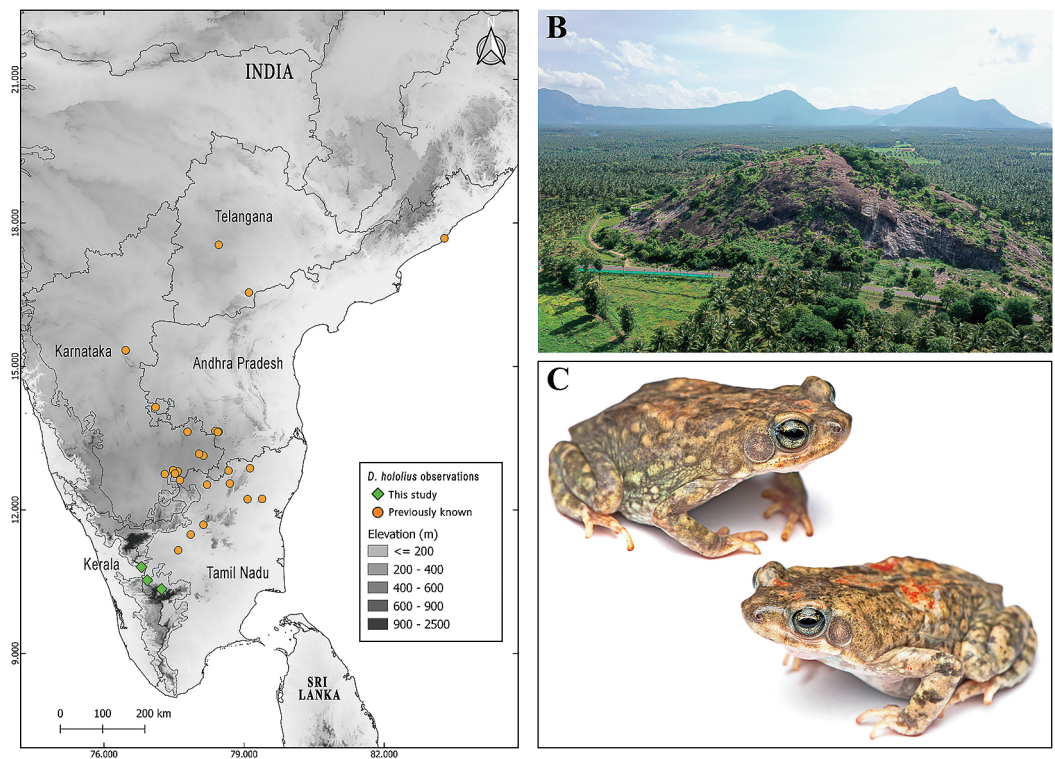 N
INDIA
21.000
18.000
15.000
12.000
9.000
Telangana
Karnataka
Andhra Pradesh
Kerala
Tamil Nadu
SRI
LANKA
D. hololius observations
This study
Previously known
Elevation (m)
<= 200
200 - 400
400 - 600
600 - 900
900 - 2500
0 100 200 km
76.000 79.000 82.000
B
C